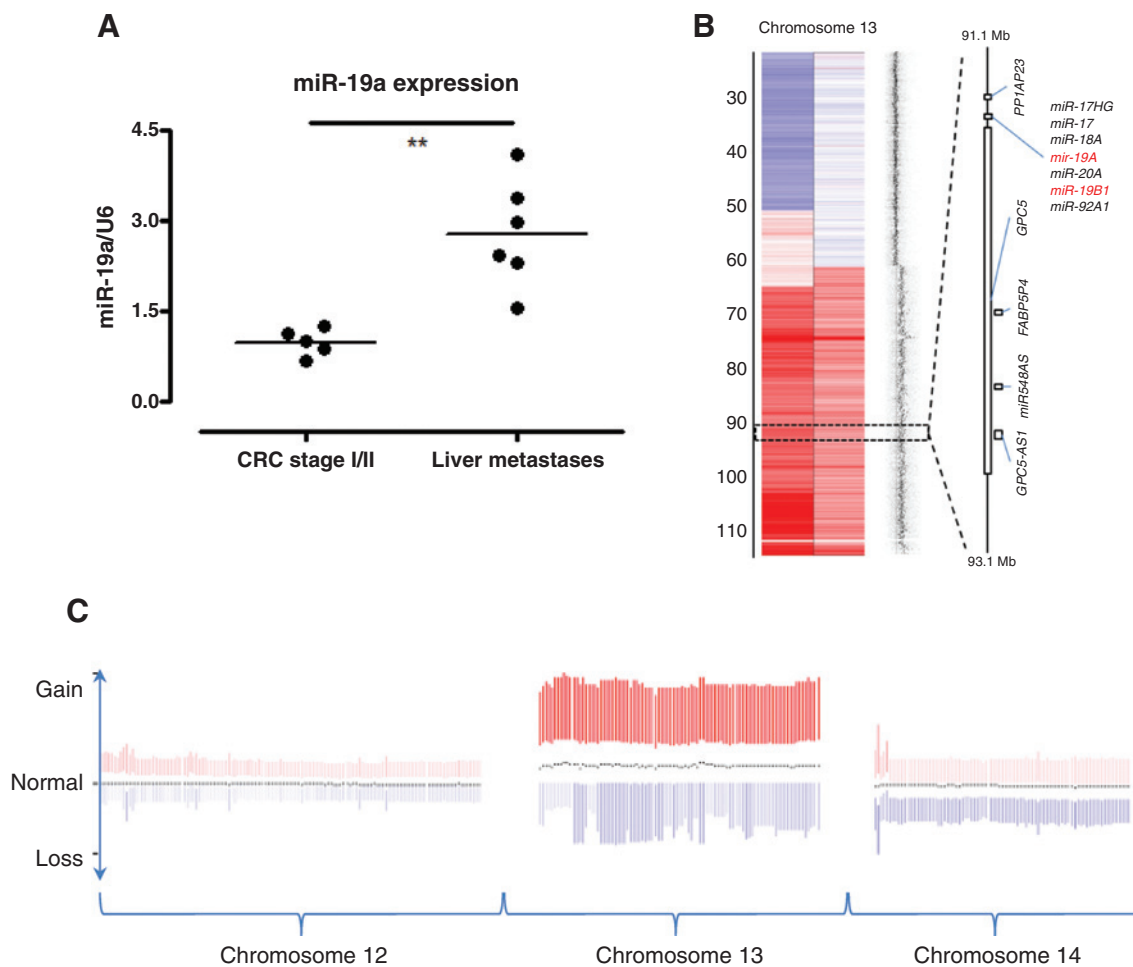 A
miR-19a expression
**
miR-19a/U6
4.5
3.0
1.5
0.0
CRC stage I/II
Liver metastases
B
Chromosome 13
30
40
50
60
70
80
90
100
110
91.1 Mb
PP1AP23
miR-17HG
miR-17
miR-18A
mir-19A
miR-20A
miR-19B1
miR-92A1
GPC5
FABP5P4
miR548AS
GPC5-AS1
93.1 Mb
C
Gain
Normal
Loss
Chromosome 12
Chromosome 13
Chromosome 14